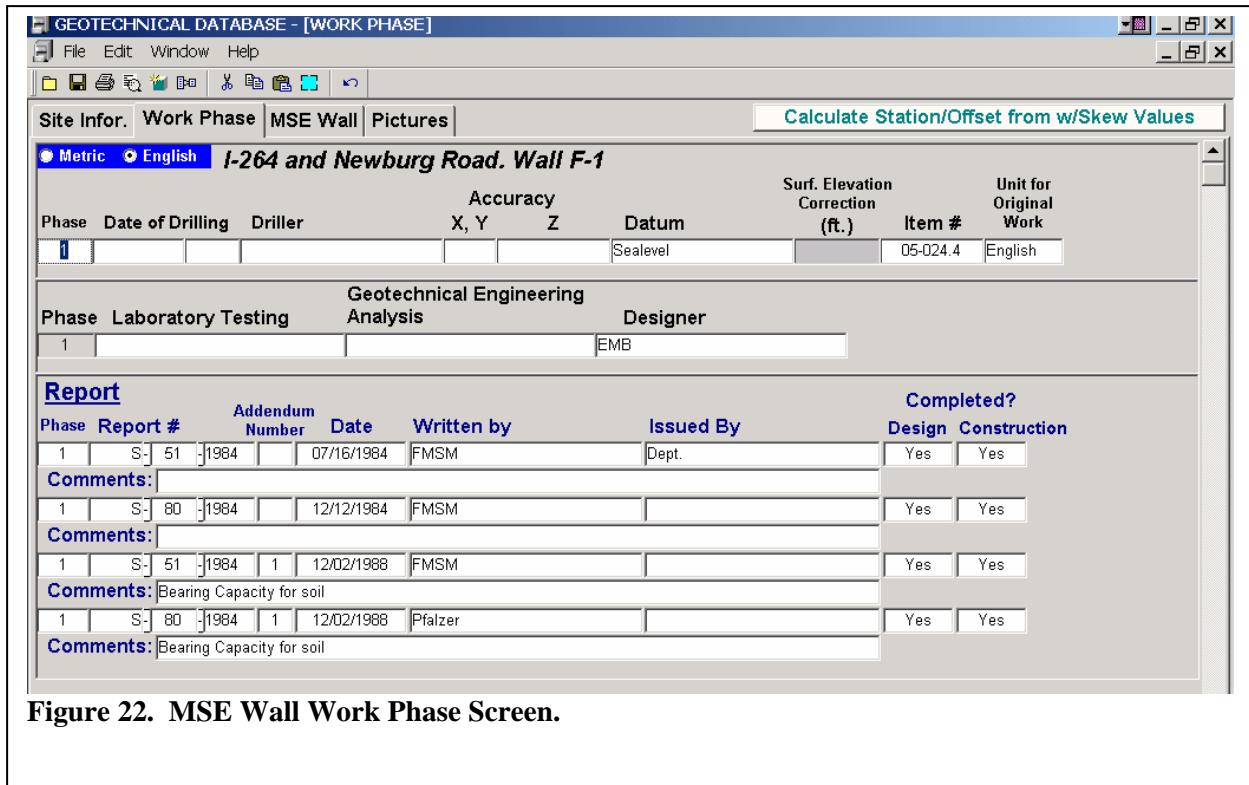 GEOTECHNICAL DATABASE - [WORK PHASE]
File Edit Window Help
Site Infor. Work Phase MSE Wall Pictures Calculate Station/Offset from w/Skew Values
Metric English I-264 and Newburg Road. Wall F-1
Accuracy Surf. Elevation Correction (ft.) Unit for Original Work
Phase Date of Drilling Driller X, Y Z Datum Item #
1 Sealevel 05-024.4 English
Geotechnical Engineering
Phase Laboratory Testing Analysis Designer
1 EMB
Report
Completed?
Phase Report # Addendum Number Date Written by Issued By Design Construction
1 S- 51 -1984 07/16/1984 FMSM Dept. Yes Yes
Comments:
1 S- 80 -1984 12/12/1984 FMSM Yes Yes
Comments:
1 S- 51 -1984 1 12/02/1988 FMSM Yes Yes
Comments: Bearing Capacity for soil
1 S- 80 -1984 1 12/02/1988 Pfalzer Yes Yes
Comments: Bearing Capacity for soil
Figure 22. MSE Wall Work Phase Screen.